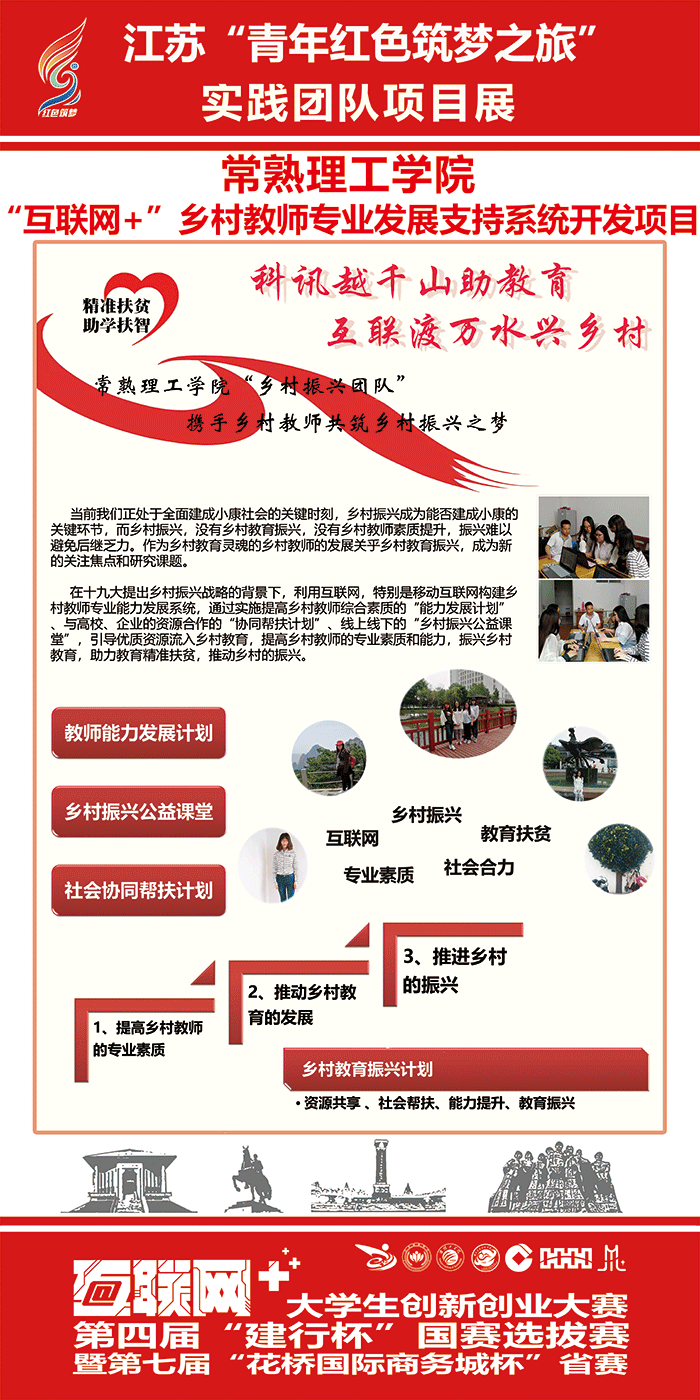 江苏“青年红色筑梦之旅”
实践团队项目展
红色筑梦
常熟理工学院
“互联网+”乡村教师专业发展支持系统开发项目
精准扶贫
助学扶智
科讯越千山助教育
互联渡万水兴乡村
常熟理工学院“乡村振兴团队”
携手乡村教师共筑乡村振兴之梦
当前我们正处于全面建成小康社会的关键时刻，乡村振兴成为能否建成小康的
关键环节，而乡村振兴，没有乡村教育振兴，没有乡村教师素质提升，振兴难以
避免后继乏力。作为乡村教育灵魂的乡村教师的发展关乎乡村教育振兴，成为新
的关注焦点和研究课题。
在十九大提出乡村振兴战略的背景下，利用互联网，特别是移动互联网构建乡
村教师专业能力发展系统，通过实施提高乡村教师综合素质的“能力发展计划”
、与高校、企业的资源合作的“协同帮扶计划”、线上线下的“乡村振兴公益课
堂”，引导优质资源流入乡村教育，提高乡村教师的专业素质和能力，振兴乡村
教育，助力教育精准扶贫，推动乡村的振兴。
教师能力发展计划
乡村振兴公益课堂
社会协同帮扶计划
乡村振兴
互联网
教育扶贫
专业素质
社会合力
3、推进乡村
的振兴
2、推动乡村教
育的发展
1、提高乡村教师
的专业素质
乡村教育振兴计划
•资源共享 、社会帮扶、能力提升、教育振兴
互联网++++
大学生创新创业大赛
第四届“建行杯”国赛选拔赛
暨第七届“花桥国际商务城杯”省赛